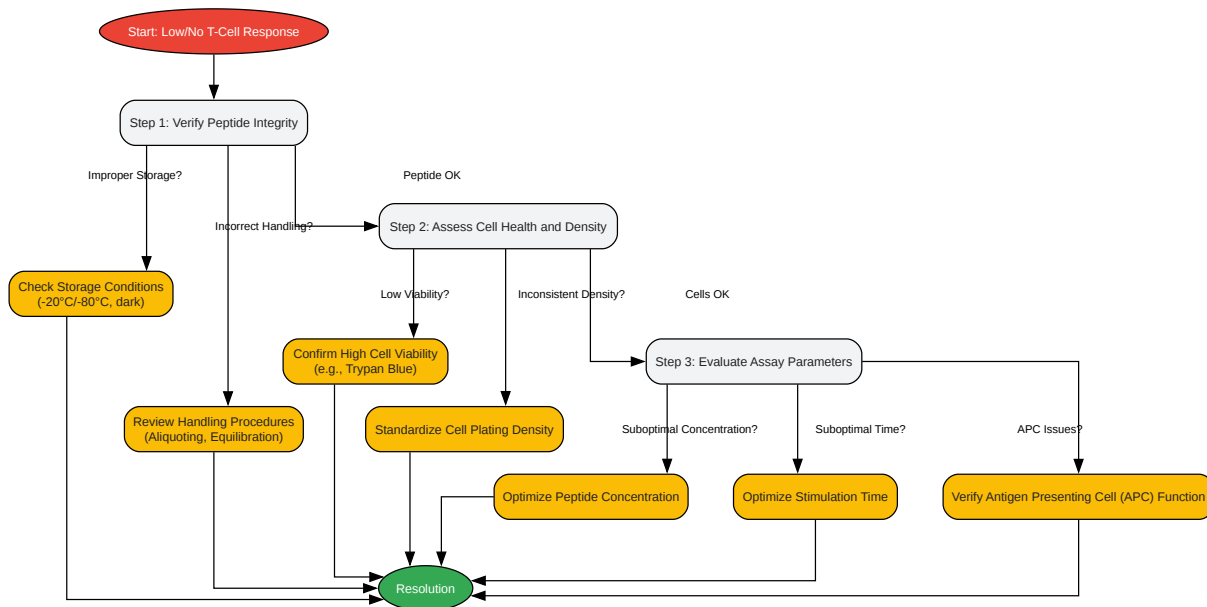 Start: Low/No T-Cell Response
Step 1: Verify Peptide Integrity
Improper Storage?
Peptide OK
Incorrect Handling?
Step 2: Assess Cell Health and Density
Check Storage Conditions
(-20°C/-80°C, dark)
Low Viability?
Inconsistent Density?
Cells OK
Confirm High Cell Viability
(e.g., Trypan Blue)
Step 3: Evaluate Assay Parameters
Review Handling Procedures
(Aliquoting, Equilibration)
Standardize Cell Plating Density
Suboptimal Concentration?
Suboptimal Time?
APC Issues?
Optimize Peptide Concentration
Optimize Stimulation Time
Verify Antigen Presenting Cell (APC) Function
Resolution